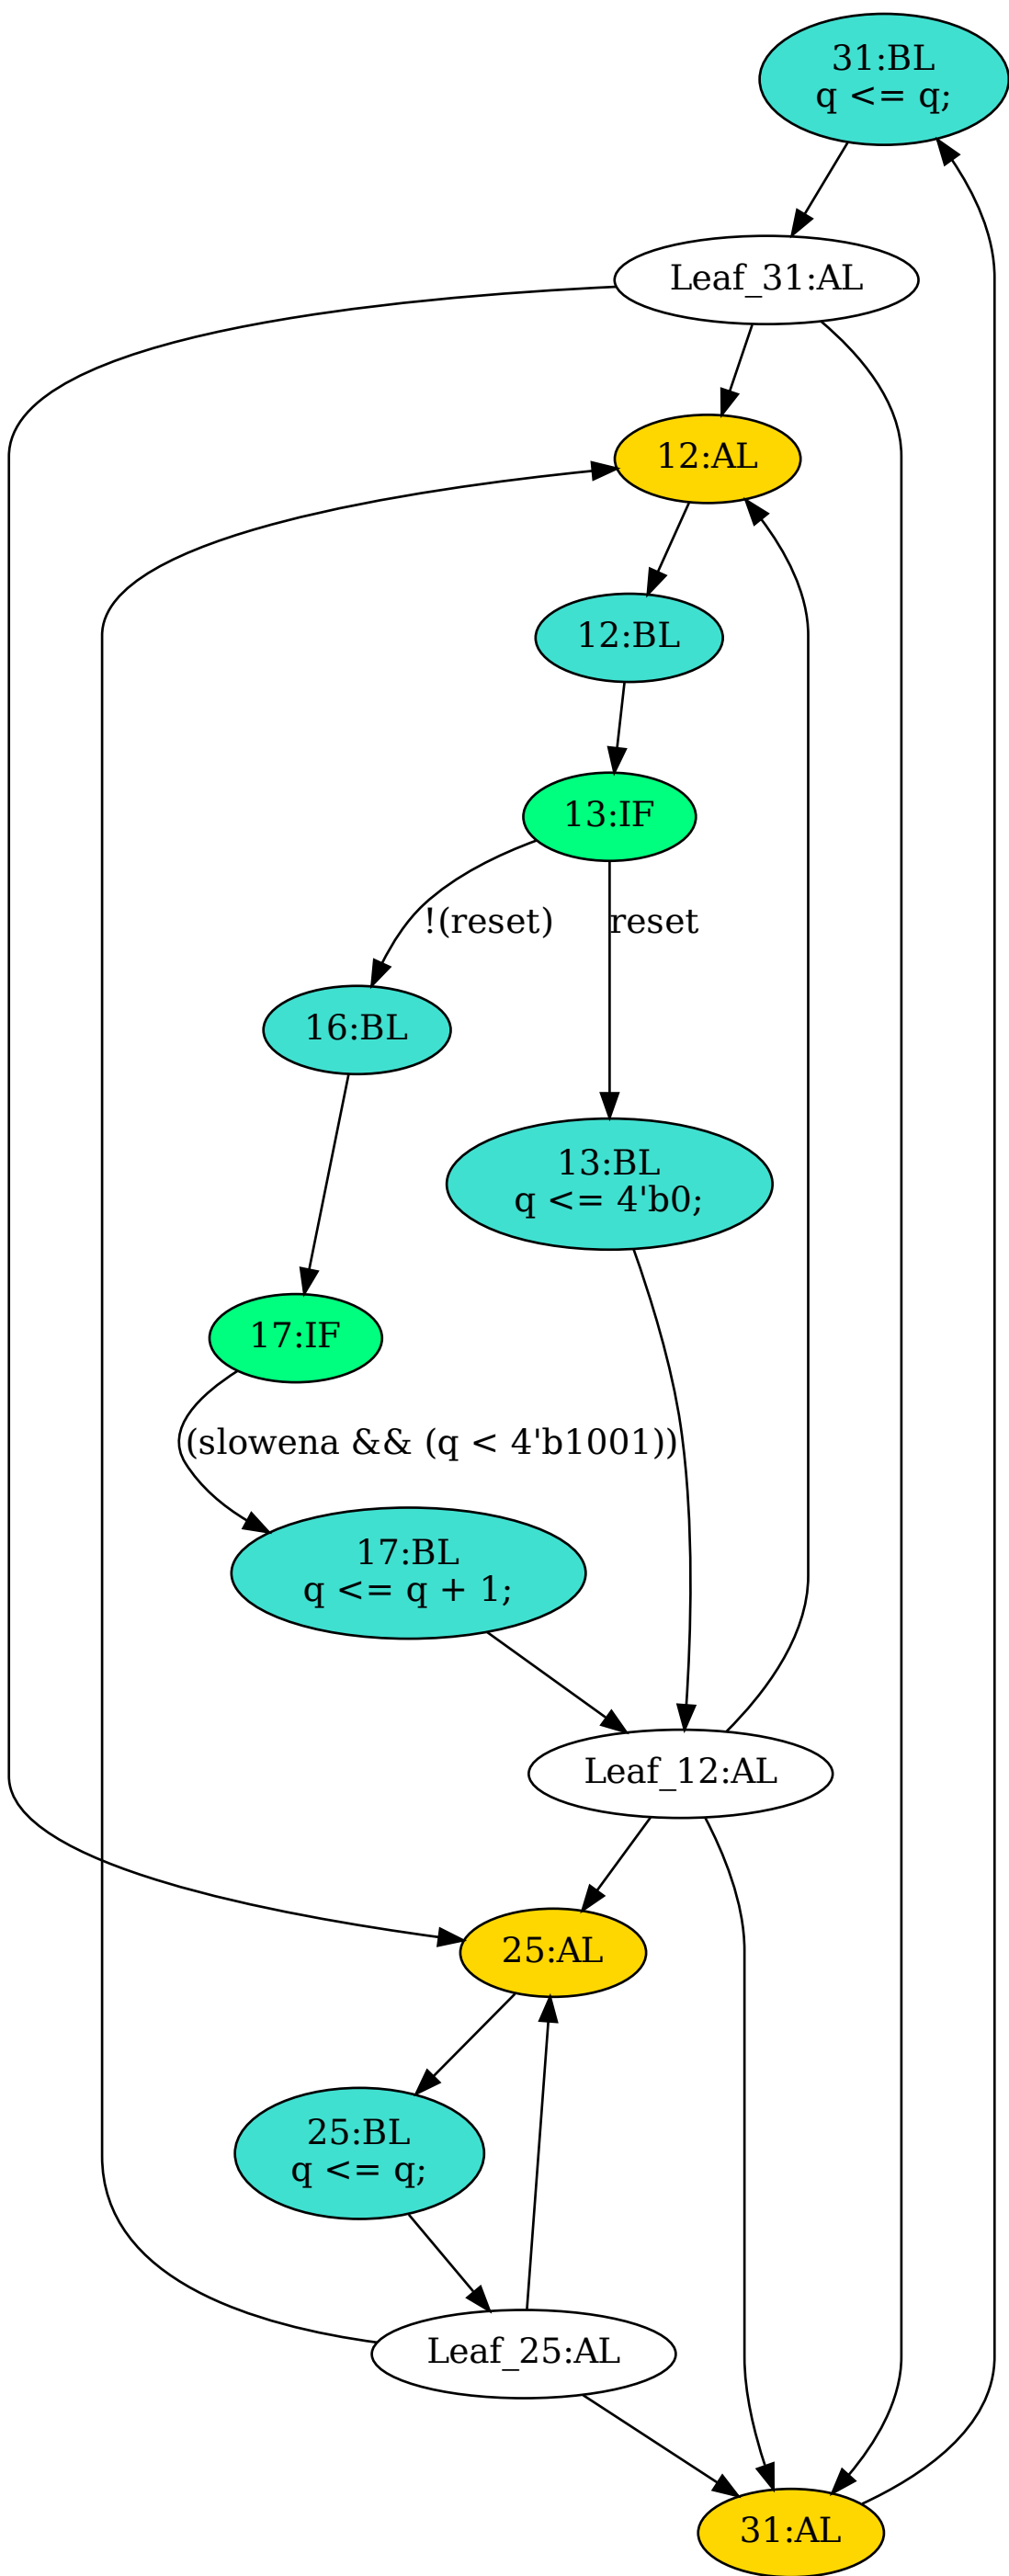 31:BL
q <= q;
Leaf_31:AL
12:AL
12:BL
13:IF
!(reset)
reset
16:BL
13:BL
q <= 4'b0;
17:IF
(slowena && (q < 4'b1001))
17:BL
q <= q + 1;
Leaf_12:AL
25:AL
25:BL
q <= q;
Leaf_25:AL
31:AL